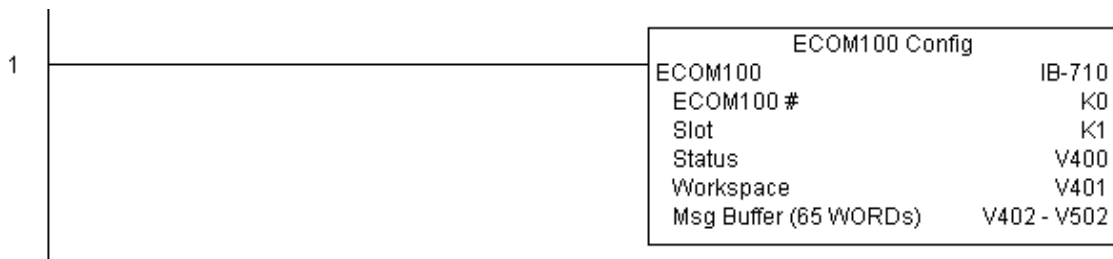 ECOM100 Config
1
ECOM100 IB-710
ECOM100 # K0
Slot K1
Status V400
Workspace V401
Msg Buffer (65 WORDs) V402 - V502